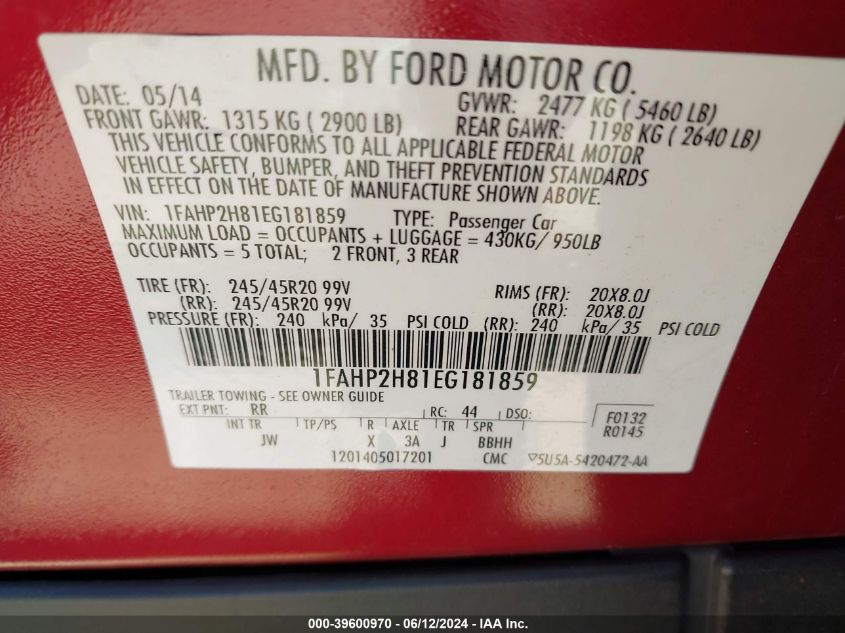 MFD. BY FORD MOTOR CO.
DATE: 05/14 GVWR: 2477 KG ( 5460 LB)
FRONT GAWR: 1315 KG ( 2900 LB) REAR GAWR: 1198 KG ( 2640 LB)
THIS VEHICLE CONFORMS TO ALL APPLICABLE FEDERAL MOTOR
VEHICLE SAFETY, BUMPER, AND THEFT PREVENTION STANDARDS
IN EFFECT ON THE DATE OF MANUFACTURE SHOWN ABOVE.
VIN: 1FAHP2H81EG181859 TYPE: Passenger Car
MAXIMUM LOAD = OCCUPANTS + LUGGAGE = 430KG/ 950LB
OCCUPANTS = 5 TOTAL; 2 FRONT, 3 REAR
TIRE (FR): 245/45R20 99V RIMS (FR): 20X8.0J
(RR): 245/45R20 99V (RR): 20X8.0J
PRESSURE (FR): 240 kPa/ 35 PSI COLD (RR): 240 kPa/ 35 PSI COLD
1FAHP2H81EG181859
TRAILER TOWING - SEE OWNER GUIDE
EXT PNT: RR RC: 44 DSO: F0132
INT TR TP/PS R AXLE TR SPR R0145
JW X 3A J BBHH
1201405017201 CMC ▽5U5A-5420472-AA
000-39600970 - 06/12/2024 - IAA Inc.